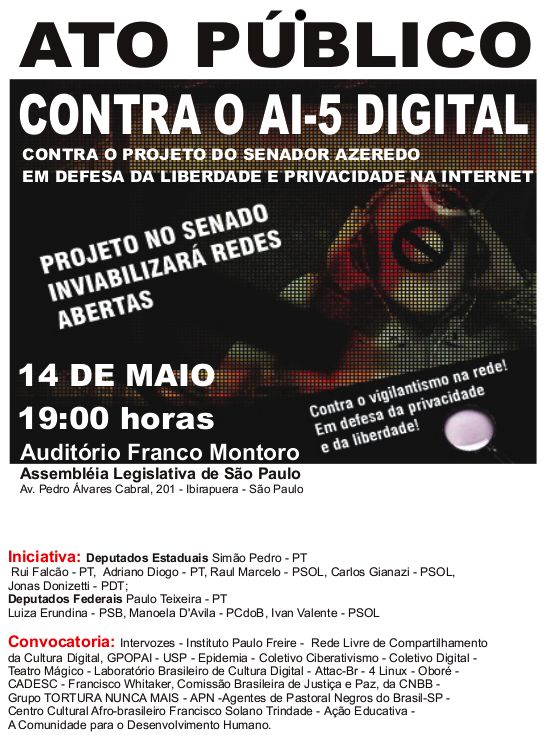 ATO PÚBLICO
CONTRA O AI-5 DIGITAL
CONTRA O PROJETO DO SENADOR AZEREDO
EM DEFESA DA LIBERDADE E PRIVACIDADE NA INTERNET
PROJETO NO SENADO
INVIABILIZARÁ REDES
ABERTAS
14 DE MAIO
19:00 horas
Contra o vigilantismo na rede!
Em defesa da privacidade
e da liberdade!
Auditório Franco Montoro
Assembléia Legislativa de São Paulo
Av. Pedro Álvares Cabral, 201 - Ibirapuera - São Paulo
Iniciativa: Deputados Estaduais Simão Pedro - PT
Rui Falcão - PT, Adriano Diogo - PT, Raul Marcelo - PSOL, Carlos Gianazi - PSOL,
Jonas Donizetti - PDT;
Deputados Federais Paulo Teixeira - PT
Luiza Erundina - PSB, Manoela D'Avila - PCdoB, Ivan Valente - PSOL
Convocatoria: Intervozes - Instituto Paulo Freire - Rede Livre de Compartilhamento
da Cultura Digital, GPOPAI - USP - Epidemia - Coletivo Ciberativismo - Coletivo Digital -
Teatro Mágico - Laboratório Brasileiro de Cultura Digital - Attac-Br - 4 Linux - Oboré -
CADESC - Francisco Whitaker, Comissão Brasileira de Justiça e Paz, da CNBB -
Grupo TORTURA NUNCA MAIS - APN -Agentes de Pastoral Negros do Brasil-SP -
Centro Cultural Afro-brasileiro Francisco Solano Trindade - Ação Educativa -
A Comunidade para o Desenvolvimento Humano.